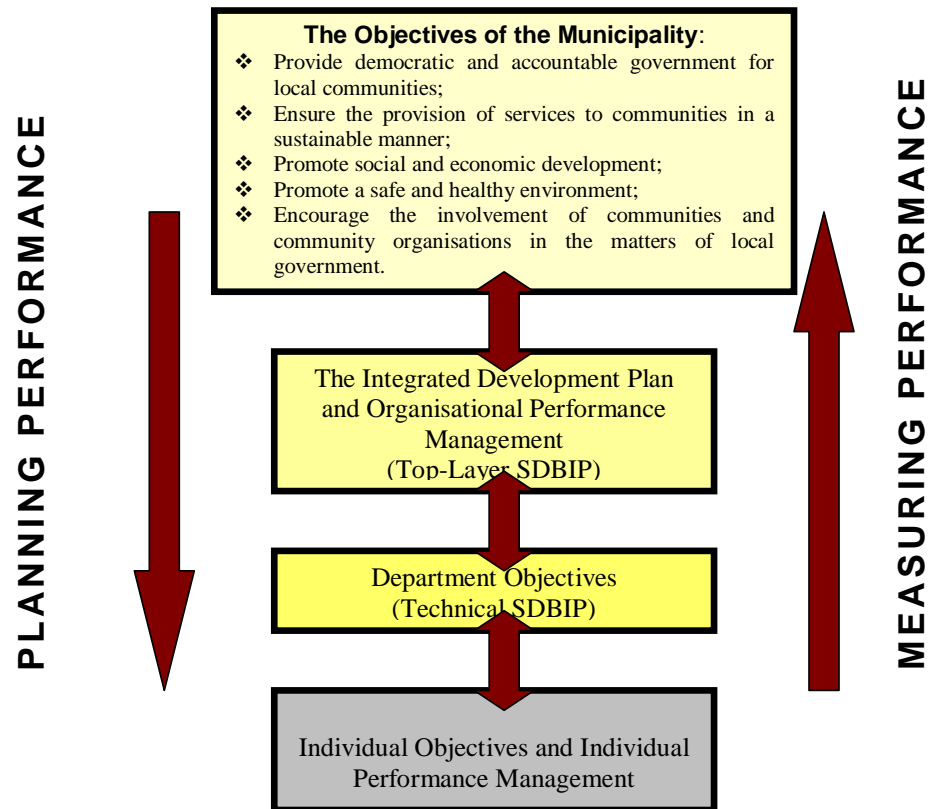 PLANNING PERFORMANCE
The Objectives of the Municipality:
❖ Provide democratic and accountable government for
local communities;
❖ Ensure the provision of services to communities in a
sustainable manner;
❖ Promote social and economic development;
❖ Promote a safe and healthy environment;
❖ Encourage the involvement of communities and
community organisations in the matters of local
government.
The Integrated Development Plan
and Organisational Performance
Management
(Top-Layer SDBIP)
Department Objectives
(Technical SDBIP)
Individual Objectives and Individual
Performance Management
MEASURING PERFORMANCE